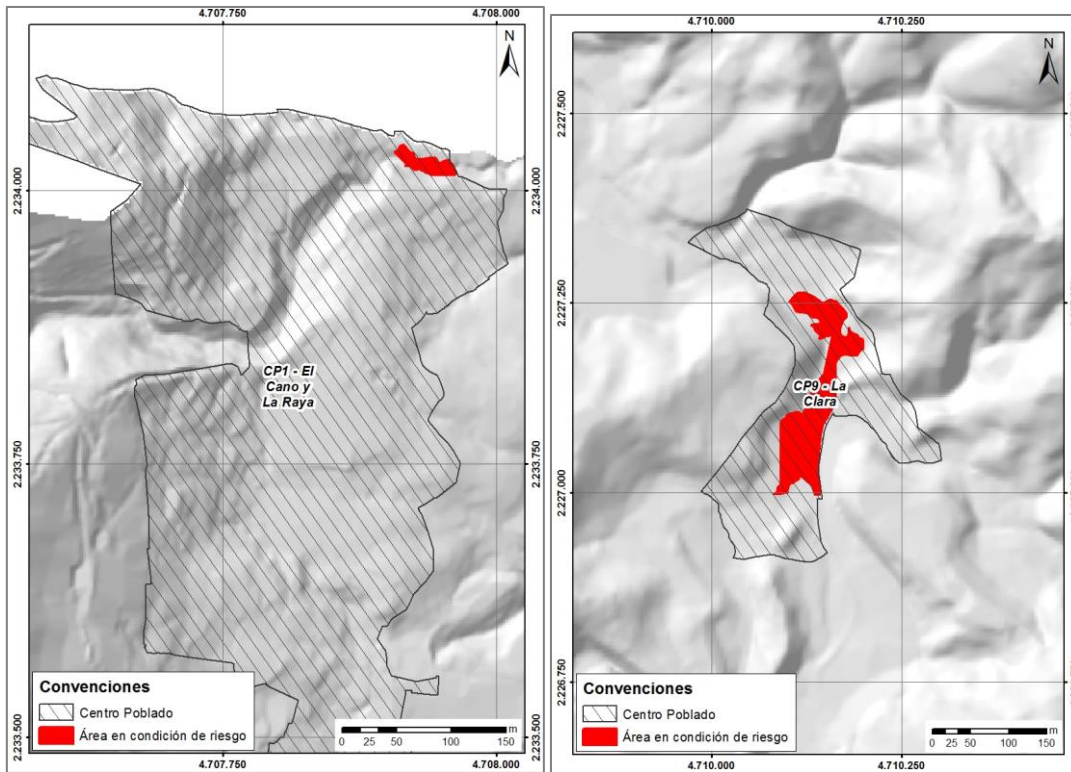 4.707.750
4.708.000
N
2.234.000
2.234.000
CP1 - El
Cano y
La Raya
2.233.750
2.233.750
Convenciones
Centro Poblado
Área en condición de riesgo
m
0 25 50 100 150
2.233.500
2.233.500
4.707.750
4.708.000
4.710.000
4.710.250
N
2.227.500
2.227.250
CP9 - La
Clara
2.227.000
2.226.750
Convenciones
Centro Poblado
Área en condición de riesgo
m
0 25 50 100 150
4.710.000
4.710.250